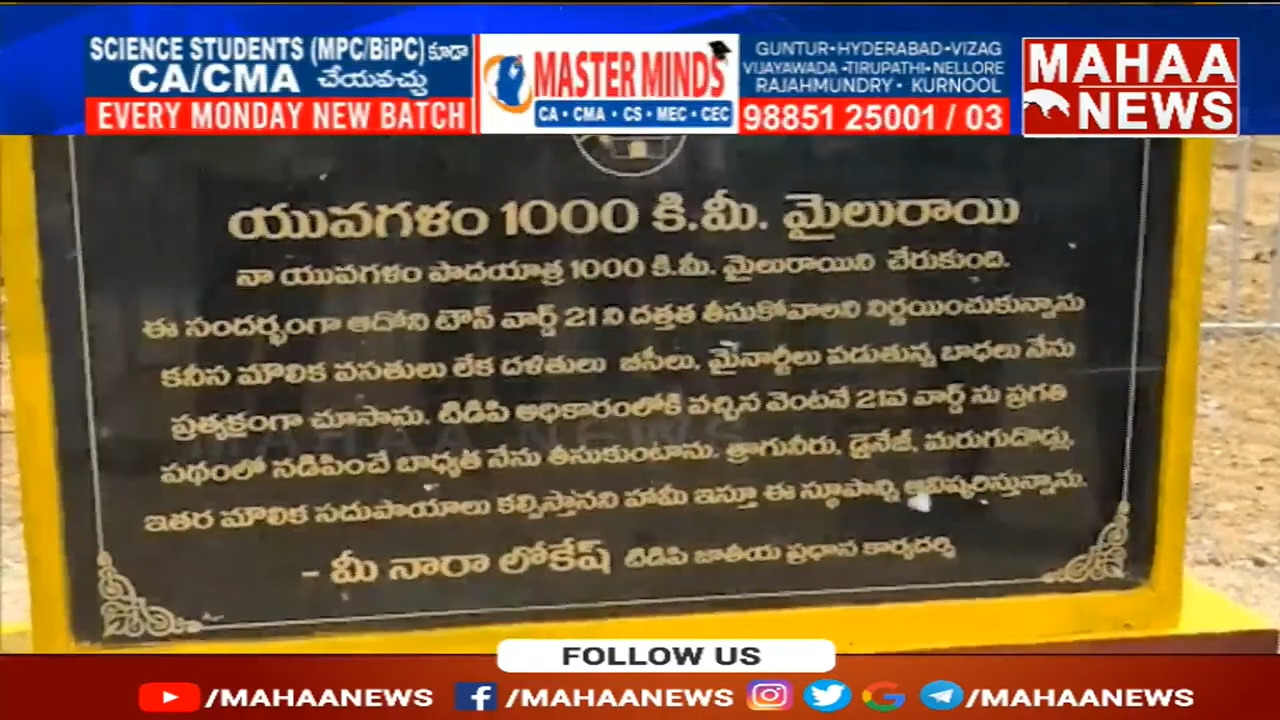 SCIENCE STUDENTS (MPC/BiPC) కూడా
CA/CMA చేయవచ్చు
EVERY MONDAY NEW BATCH
MASTER MINDS
CA • CMA • CS • MEC • CEC
GUNTUR•HYDERABAD•VIZAG
VIJAYAWADA •TIRUPATHI•NELLORE
RAJAHMUNDRY • KURNOOL
98851 25001 / 03
MAHAA
NEWS
యువగళం 1000 కి.మీ. మైలురాయి
నా యువగళం పాదయాత్ర 1000 కి.మీ. మైలురాయిని చేరుకుంది.
ఈ సందర్భంగా ఆదోని టౌన్ వార్డ్ 21 ని దత్తత తీసుకోవాలని నిర్ణయించుకున్నాను
కనీస మౌలిక వసతులు లేక దళితులు బీసీలు, మైనార్టీలు పడుతున్న బాధలు నేను
ప్రత్యక్షంగా చూసాను. టిడిపి అధికారంలోకి వచ్చిన వెంటనే 21వ వార్డ్ ను ప్రగతి
పథంలో నడిపించే బాధ్యత నేను తీసుకుంటాను. త్రాగునీరు, డ్రైనేజీ, మరుగుదొడ్లు,
ఇతర మౌలిక సదుపాయాలు కల్పిస్తానని హామీ ఇస్తూ ఈ స్థూపాన్ని ఆవిష్కరిస్తున్నాను.
- మీ నారా లోకేష్ టిడిపి జాతీయ ప్రధాన కార్యదర్శి
MAHAA NEWS
FOLLOW US
/MAHAANEWS
/MAHAANEWS
/MAHAANEWS